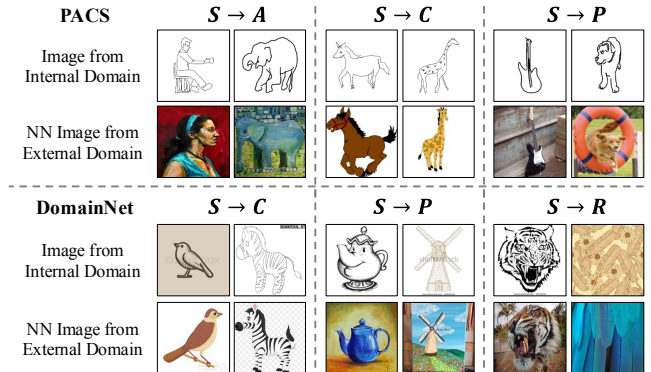 PACS S → A S → C S → P
Image from
Internal Domain
NN Image from
External Domain
DomainNet S → C S → P S → R
Image from
Internal Domain
NN Image from
External Domain